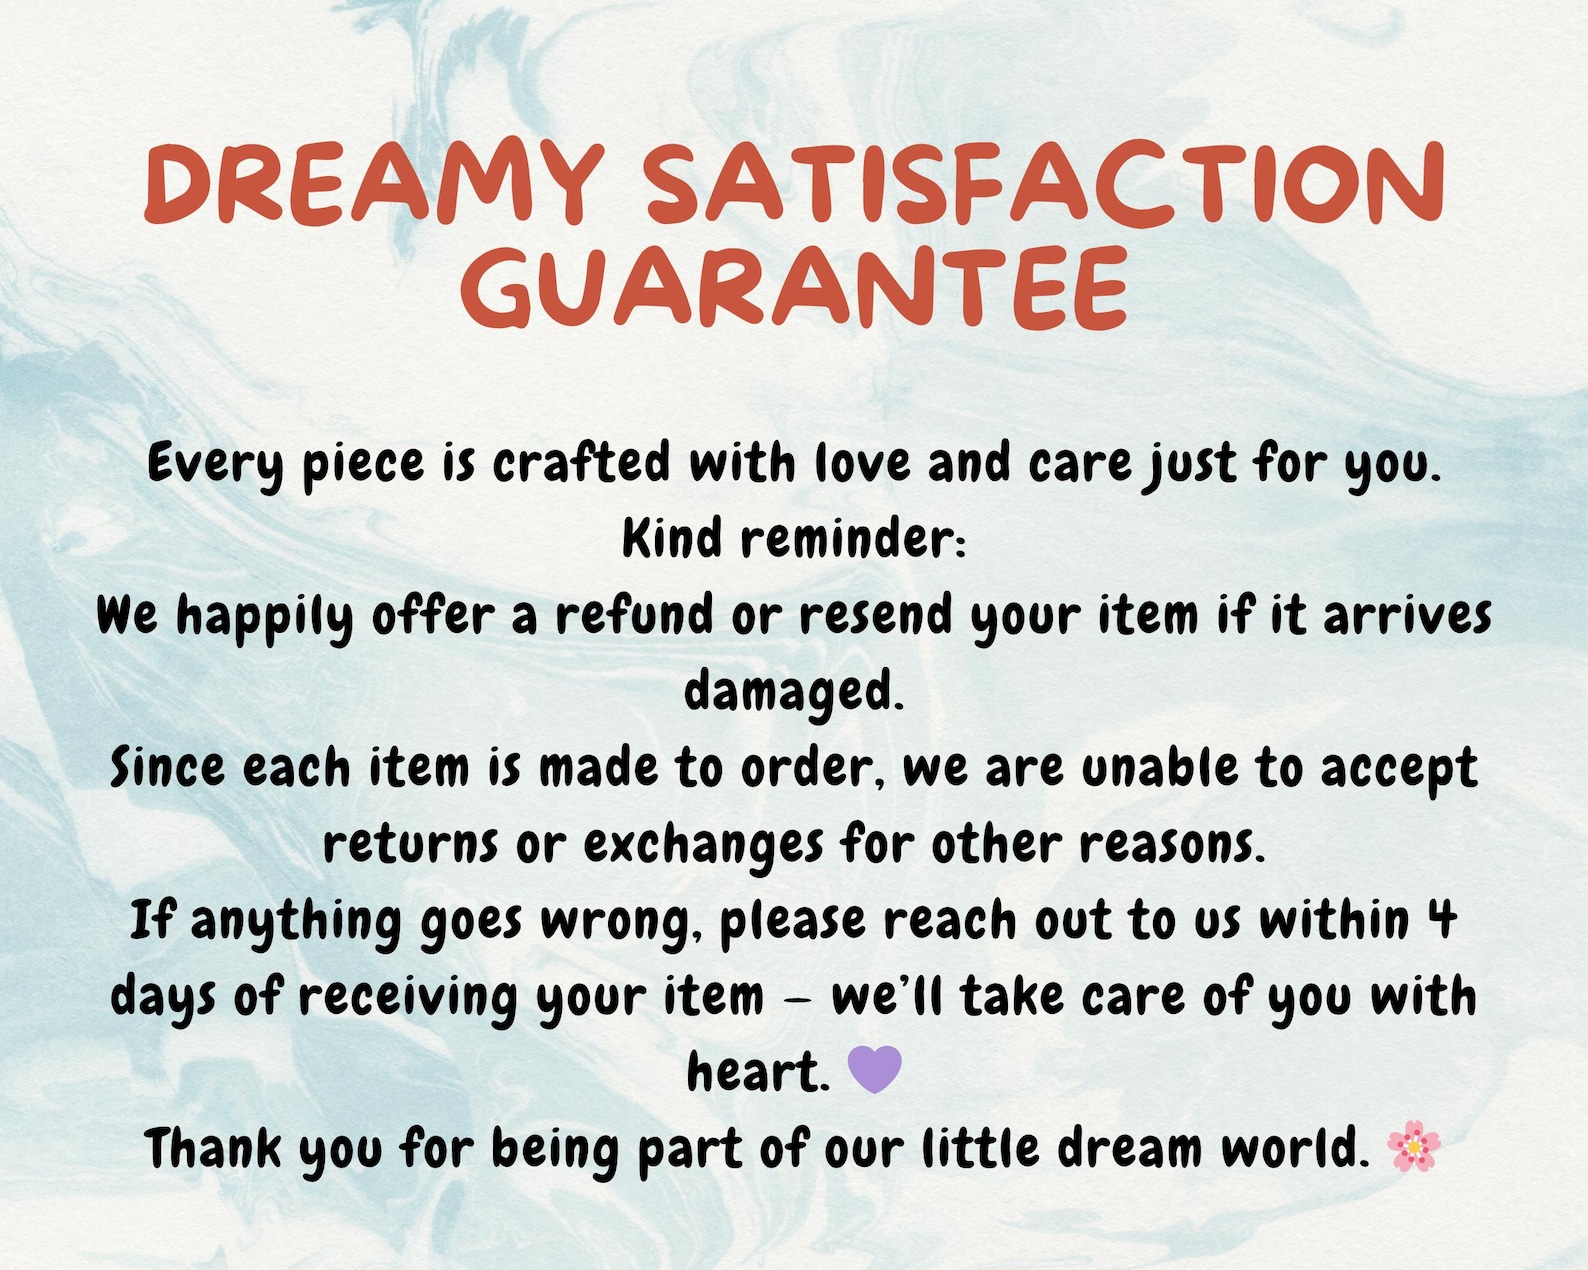 DREAMY SATISFACTION
GUARANTEE
Every piece is crafted with love and care just for you.
Kind reminder:
We happily offer a refund or resend your item if it arrives
damaged.
Since each item is made to order, we are unable to accept
returns or exchanges for other reasons.
If anything goes wrong, please reach out to us within 4
days of receiving your item – we’ll take care of you with
heart. 💜
Thank you for being part of our little dream world. 🌸